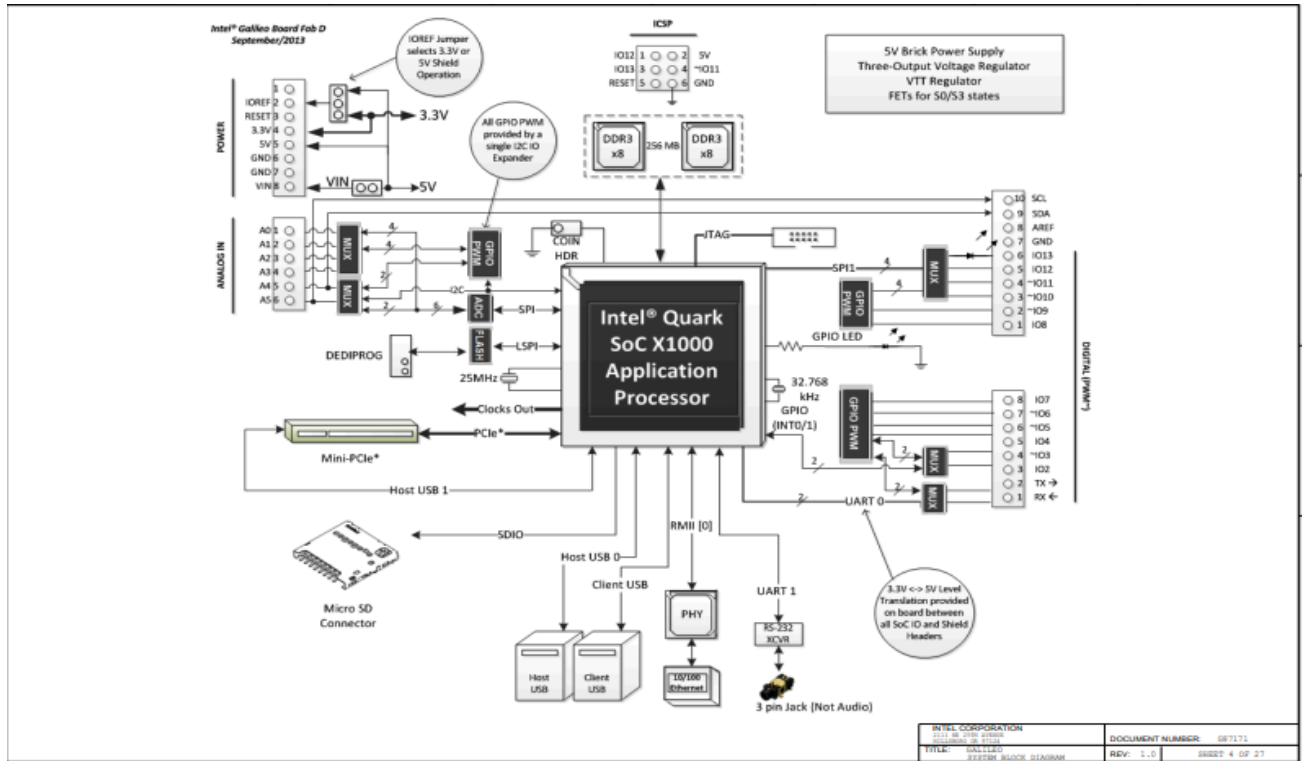 Intel® Galileo Board Fab D
September/2013
IOREF Jumper
selects 3.3V or
5V Shield
Operation
ICSP
IO12 1 2 5V
IO13 3 4 ~IO11
RESET 5 6 GND
5V Brick Power Supply
Three-Output Voltage Regulator
VTT Regulator
FETs for S0/S3 states
POWER
1
IOREF 2
RESET 3
3.3V 4
5V 5
GND 6
GND 7
VIN 8
3.3V
VIN
5V
All GPIO PWM
provided by a
single I2C IO
Expander
DDR3
x8
256 MB
DDR3
x8
ANALOG IN
A0 1
A1 2
A2 3
A3 4
A4 5
A5 6
MUX
MUX
4
4
2
2
6
GPIO
PWM
I2C
ADC
SPI
FLASH
LSPI
DEDIPROG
25MHz
COIN
HDR
JTAG
Clocks Out
PCIe*
Mini-PCIe*
Host USB 1
Intel® Quark
SoC X1000
Application
Processor
SPI1
4
MUX
4
GPIO
PWM
GPIO LED
10 SCL
9 SDA
8 AREF
7 GND
6 IO13
5 IO12
4 ~IO11
3 ~IO10
2 ~IO9
1 IO8
DIGITAL (PWM~)
32.768
kHz
GPIO
(INT0/1)
GPIO PWM
2
2
2
2
MUX
MUX
UART 0
8 IO7
7 ~IO6
6 ~IO5
5 IO4
4 ~IO3
3 IO2
2 TX →
1 RX ←
SDIO
Micro SD
Connector
Host USB 0
Client USB
RMII [0]
UART 1
Host
USB
Client
USB
PHY
10/100
Ethernet
RS-232
XCVR
3 pin Jack (Not Audio)
3.3V <-> 5V Level
Translation provided
on board between
all SoC IO and Shield
Headers
INTEL CORPORATION
TITLE: GALILEO
SYSTEM BLOCK DIAGRAM
DOCUMENT NUMBER:
REV: 1.0
SHEET 4 OF 27